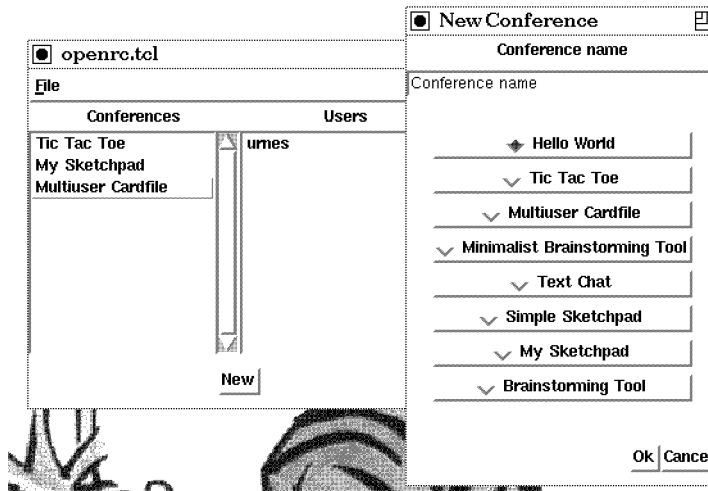 openrc.tcl
File
Conferences Users
Tic Tac Toe
My Sketchpad
Multiuser Cardfile
urnes
New
New Conference
Conference name
Conference name
Hello World
Tic Tac Toe
Multiuser Cardfile
Minimalist Brainstorming Tool
Text Chat
Simple Sketchpad
My Sketchpad
Brainstorming Tool
Ok Cance